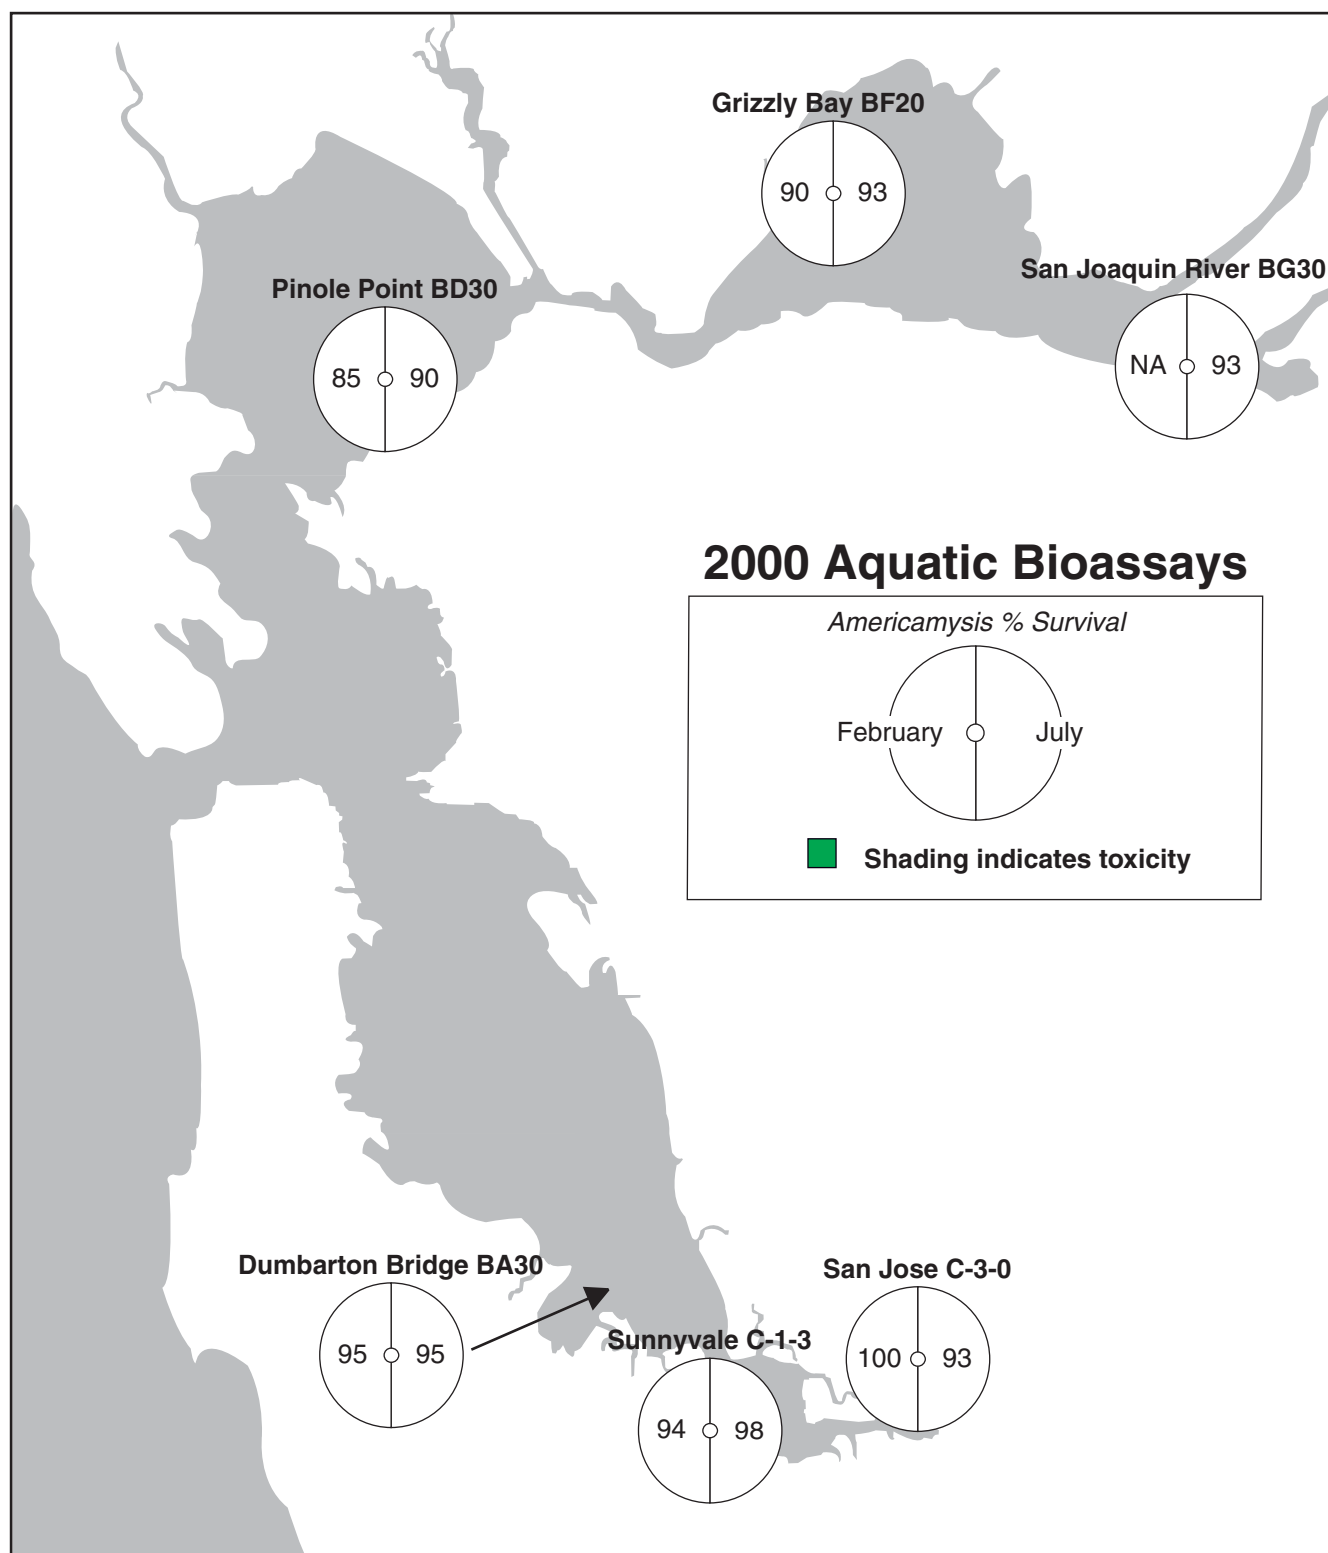 Grizzly Bay BF20
90 93
San Joaquin River BG30
NA 93
Pinole Point BD30
85 90
2000 Aquatic Bioassays
Americamysis % Survival
February July
Shading indicates toxicity
Dumbarton Bridge BA30
95 95
San Jose C-3-0
100 93
Sunnyvale C-1-3
94 98